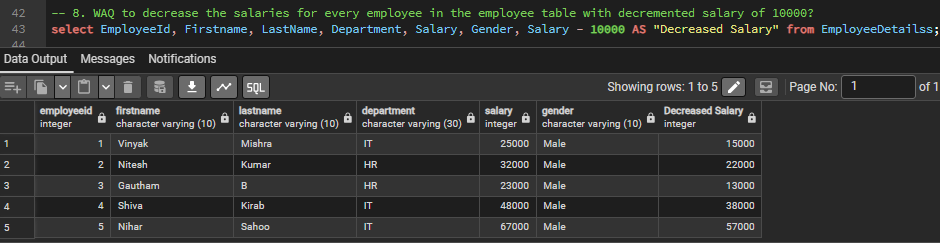 42 -- 8. WAQ to decrease the salaries for every employee in the employee table with decremented salary of 10000?
43 select EmployeeId, Firstname, LastName, Department, Salary, Gender, Salary - 10000 AS "Decreased Salary" from EmployeeDetailss;
44
Data Output Messages Notifications
SQL Showing rows: 1 to 5 Page No: 1 of 1
employeeid firstname lastname department salary gender Decreased Salary
integer character varying (10) character varying (10) character varying (30) integer character varying (10) integer
1 1 Vinyak Mishra IT 25000 Male 15000
2 2 Nitesh Kumar HR 32000 Male 22000
3 3 Gautham B HR 23000 Male 13000
4 4 Shiva Kirab IT 48000 Male 38000
5 5 Nihar Sahoo IT 67000 Male 57000